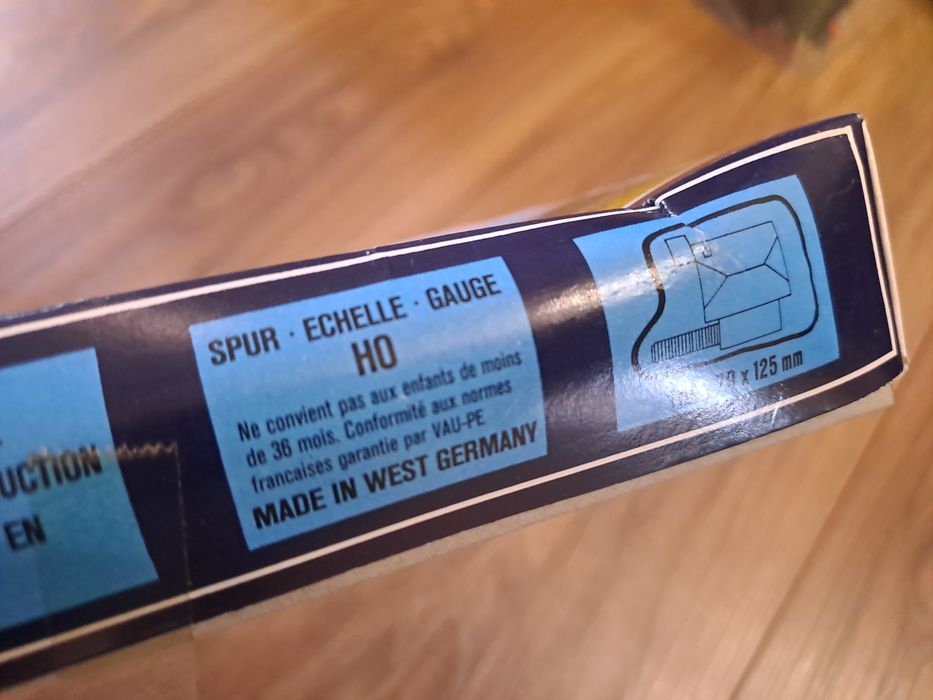 UCTION
EN
SPUR · ECHELLE · GAUGE
HO
Ne convient pas aux enfants de moins
de 36 mois. Conformité aux normes
francaises garantie par VAU-PE
MADE IN WEST GERMANY
x 125 mm